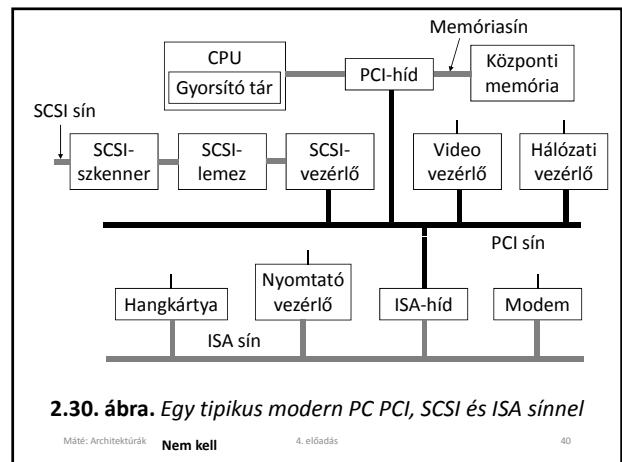 Memóriasín
CPU
Gyorsító tár
PCI-híd
Központi
memória
SCSI sín
SCSI-
szkenner
SCSI-
lemez
SCSI-
vezérlő
Video
vezérlő
Hálózati
vezérlő
PCI sín
Hangkártya
Nyomtató
vezérlő
ISA-híd
Modem
ISA sín
2.30. ábra. Egy tipikus modern PC PCI, SCSI és ISA sínnel
Máté: Architektúrák Nem kell 4. előadás 40